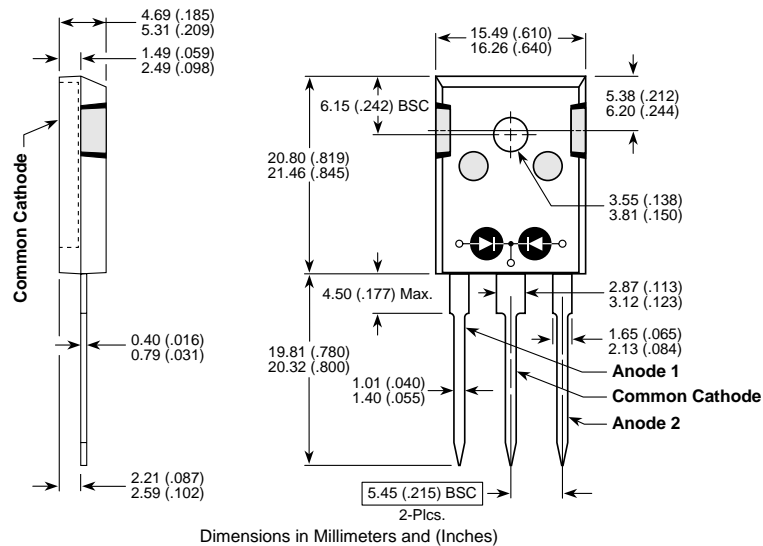 4.69 (.185)
5.31 (.209)
1.49 (.059)
2.49 (.098)
Common Cathode
0.40 (.016)
0.79 (.031)
2.21 (.087)
2.59 (.102)
15.49 (.610)
16.26 (.640)
6.15 (.242) BSC
5.38 (.212)
6.20 (.244)
20.80 (.819)
21.46 (.845)
3.55 (.138)
3.81 (.150)
4.50 (.177) Max.
2.87 (.113)
3.12 (.123)
19.81 (.780)
20.32 (.800)
1.65 (.065)
2.13 (.084)
1.01 (.040)
1.40 (.055)
Anode 1
Common Cathode
Anode 2
5.45 (.215) BSC
2-Plcs.
Dimensions in Millimeters and (Inches)